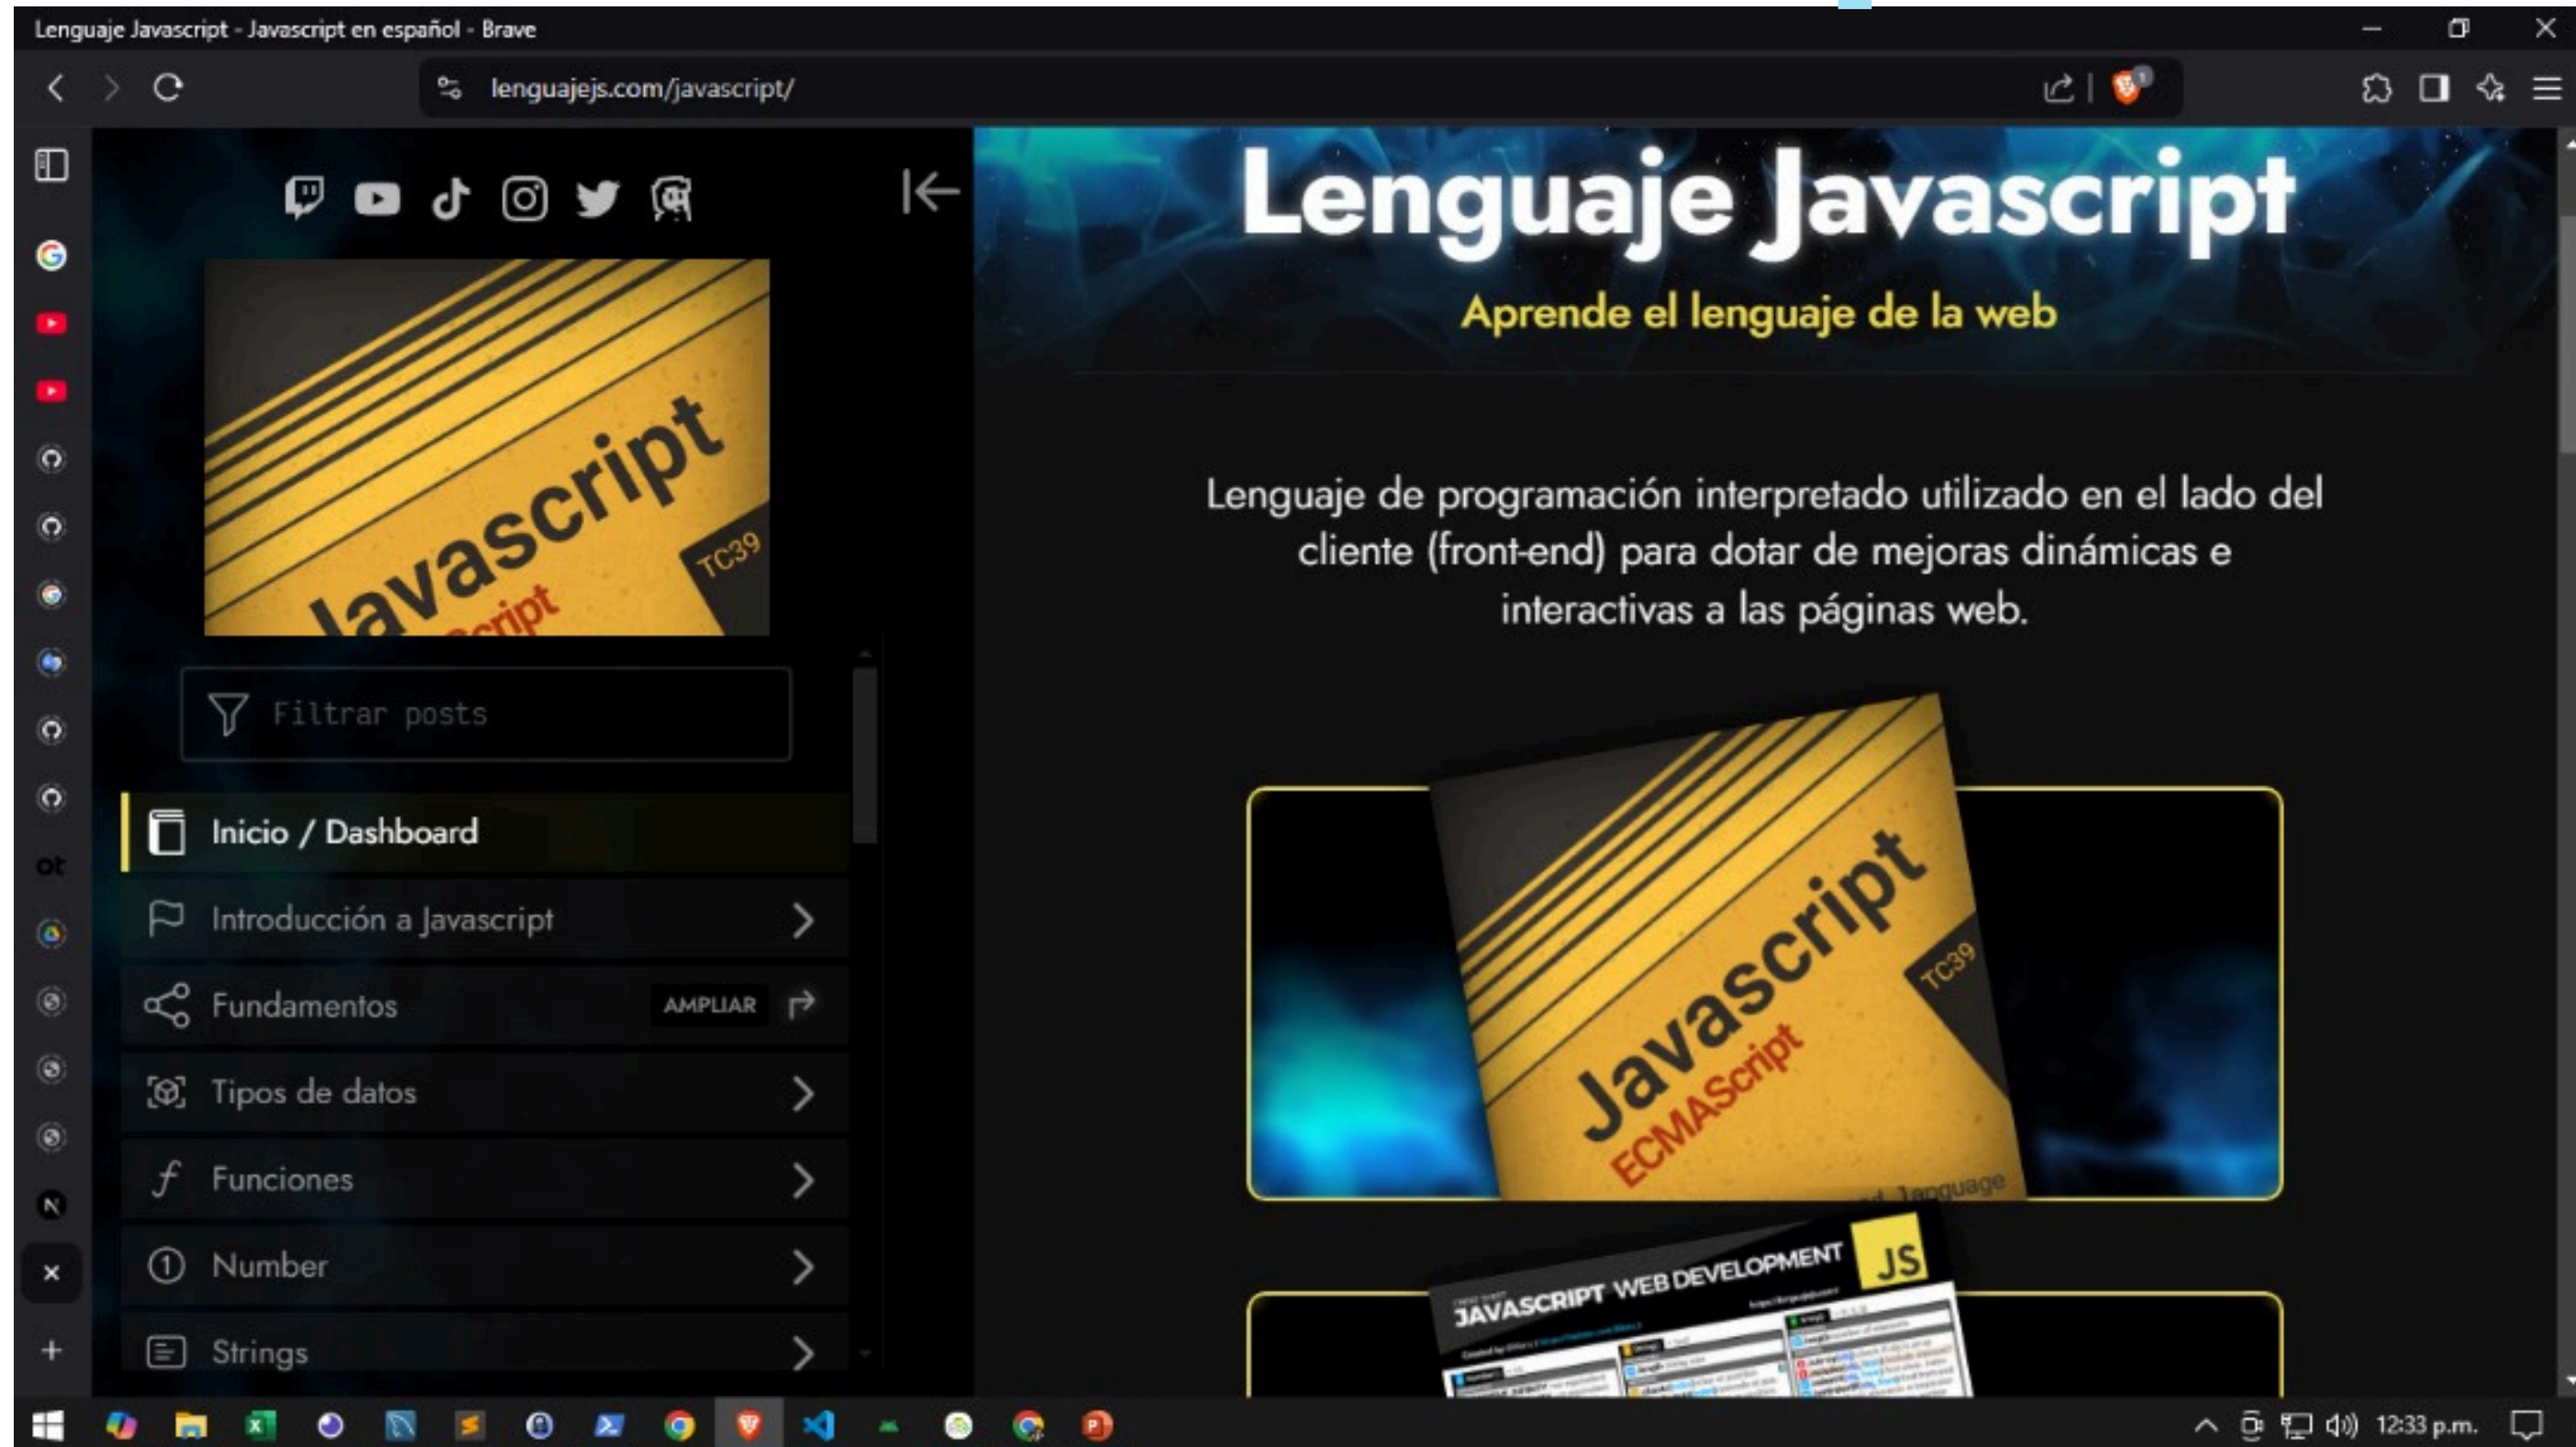 Lenguaje Javascript - Javascript en español - Brave
lenguajejs.com/javascript/
1
Javascript
TC39
Filtrar posts
Inicio / Dashboard
Introducción a Javascript
Fundamentos
AMPLIAR
Tipos de datos
Funciones
Number
Strings
Lenguaje Javascript
Aprende el lenguaje de la web
Lenguaje de programación interpretado utilizado en el lado del
cliente (front-end) para dotar de mejoras dinámicas e
interactivas a las páginas web.
Javascript
ECMAScript
TC39
language
JAVASCRIPT WEB DEVELOPMENT
JS
12:33 p.m.